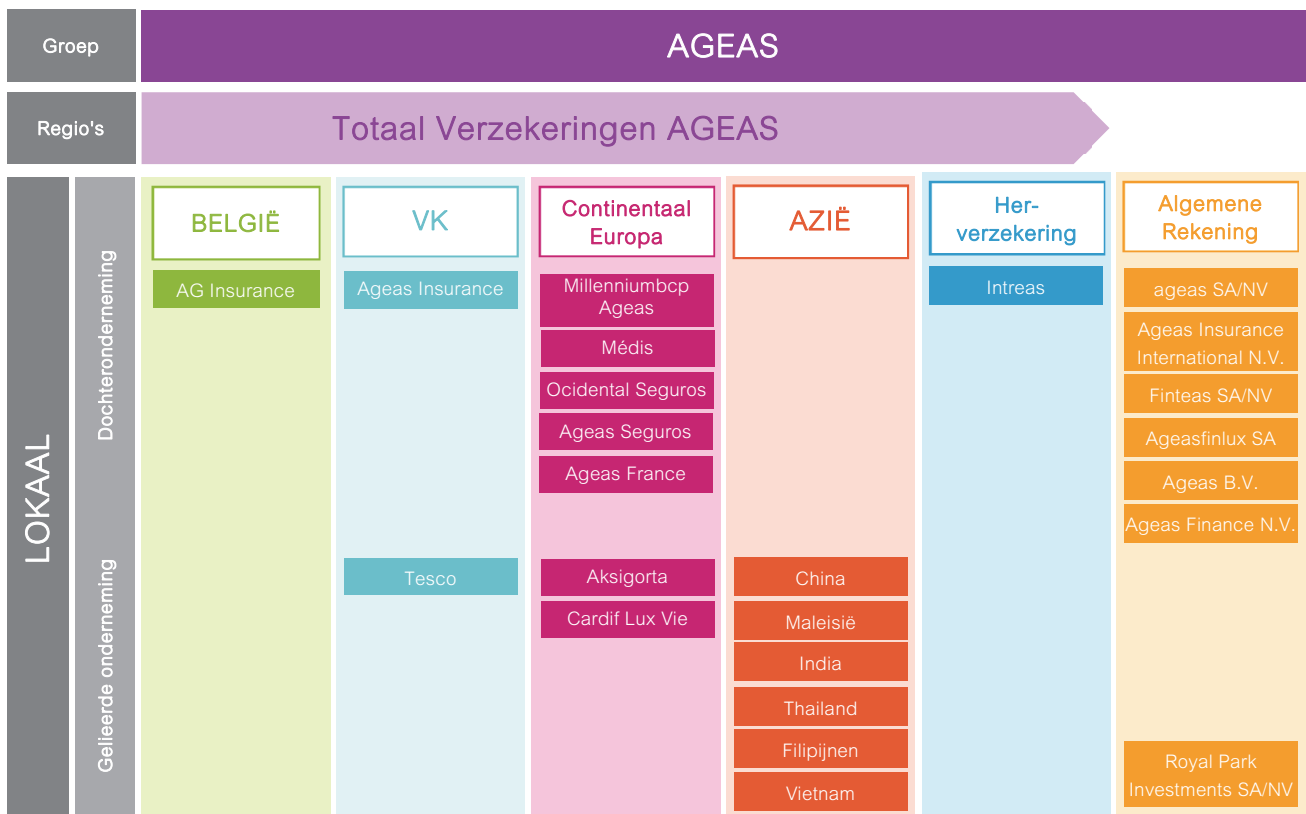 Groep
AGEAS
Regio's
Totaal Verzekeringen AGEAS
LOKAAL
Dochteronderneming
Gelieerde onderneming
BELGIË
AG Insurance
VK
Ageas Insurance
Tesco
Continentaal
Europa
Millenniumbcp
Ageas
Médis
Ocidental Seguros
Ageas Seguros
Ageas France
Aksigorta
Cardif Lux Vie
AZIË
China
Maleisië
India
Thailand
Filipijnen
Vietnam
Her-
verzekering
Intreas
Algemene
Rekening
ageas SA/NV
Ageas Insurance
International N.V.
Finteas SA/NV
Ageasfinlux SA
Ageas B.V.
Ageas Finance N.V.
Royal Park
Investments SA/NV